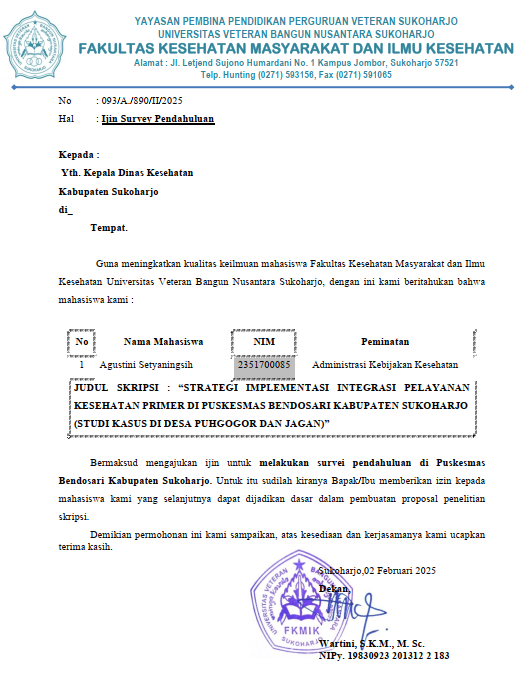 YAYASAN PEMBINA PENDIDIKAN PERGURUAN VETERAN SUKOHARJO
UNIVERSITAS VETERAN BANGUN NUSANTARA SUKOHARJO
FAKULTAS KESEHATAN MASYARAKAT DAN ILMU KESEHATAN
Alamat : Jl. Letjend Sujono Humardani No. 1 Kampus Jombor, Sukoharjo 57521
Telp. Hunting (0271) 593156, Fax (0271) 591065
No : 093/A./890/II/2025
Hal : Ijin Survey Pendahuluan
Kepada :
Yth. Kepala Dinas Kesehatan
Kabupaten Sukoharjo
di_
Tempat.
Guna meningkatkan kualitas keilmuan mahasiswa Fakultas Kesehatan Masyarakat dan Ilmu
Kesehatan Universitas Veteran Bangun Nusantara Sukoharjo, dengan ini kami beritahukan bahwa
mahasiswa kami :
No Nama Mahasiswa NIM Peminatan
1 Agustini Setyaningsih 2351700085 Administrasi Kebijakan Kesehatan
JUDUL SKRIPSI : “STRATEGI IMPLEMENTASI INTEGRASI PELAYANAN
KESEHATAN PRIMER DI PUSKESMAS BENDOSARI KABUPATEN SUKOHARJO
(STUDI KASUS DI DESA PUHGOGOR DAN JAGAN)”
Bermaksud mengajukan ijin untuk melakukan survei pendahuluan di Puskesmas
Bendosari Kabupaten Sukoharjo. Untuk itu sudilah kiranya Bapak/Ibu memberikan izin kepada
mahasiswa kami yang selanjutnya dapat dijadikan dasar dalam pembuatan proposal penelitian
skripsi.
Demikian permohonan ini kami sampaikan, atas kesediaan dan kerjasamanya kami ucapkan
terima kasih.
Sukoharjo,02 Februari 2025
Dekan,
UNIVERSITAS VETERAN BANGUN NUSANTARA
FKMIK
SUKOHARJO
Wartini, S.K.M., M. Sc.
NIPy. 19830923 201312 2 183